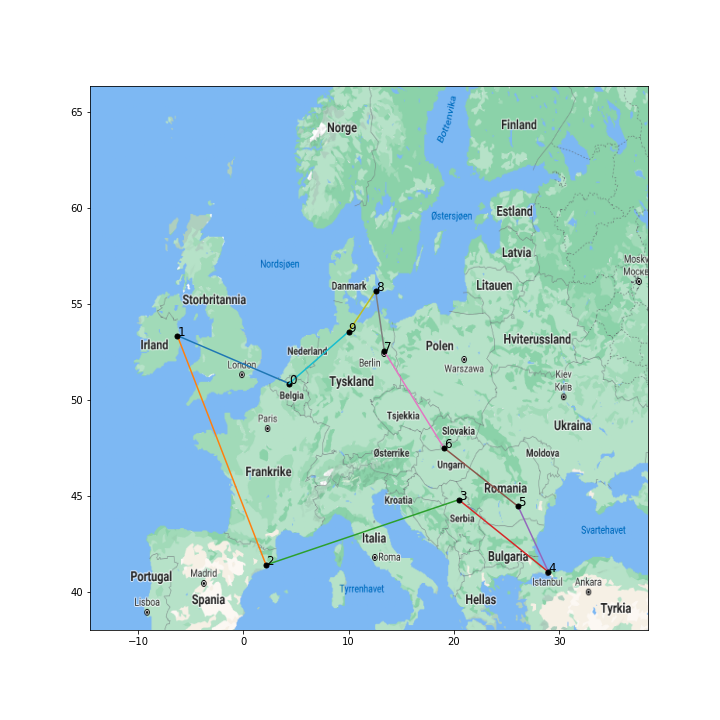 65
60
55
50
45
40
−10
0
10
20
30
Norge
Finland
Bottenvika
Østersjøen
Estland
Latvia
Litauen
Nordsjøen
Danmark
8
Storbritannia
Mosky
Москв
1
9
Irland
Hviterussland
Nederland
7
Polen
Berlin
Warszawa
London
Tyskland
0
Belgia
Kiev
Київ
Paris
Tsjekkia
Ukraina
Slovakia
6
Østerrike
Ungarn
Moldova
Frankrike
Romania
3
5
Kroatia
Serbia
Svartehavet
Italia
Bulgaria
2
Roma
4
Portugal
Madrid
Istanbul
Ankara
Tyrrenhavet
Lisboa
Spania
Hellas
Tyrkia